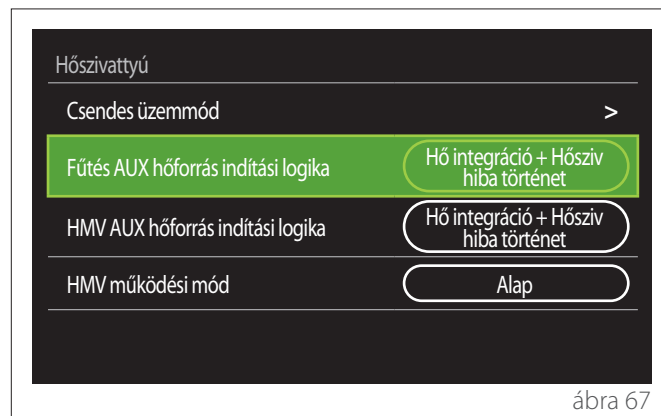 Hőszivattyú
Csendes üzemmód >
Fűtés AUX hőforrás indítási logika Hő integráció + Hősziv
hiba történet
HMV AUX hőforrás indítási logika Hő integráció + Hősziv
hiba történet
HMV működési mód Alap
ábra 67